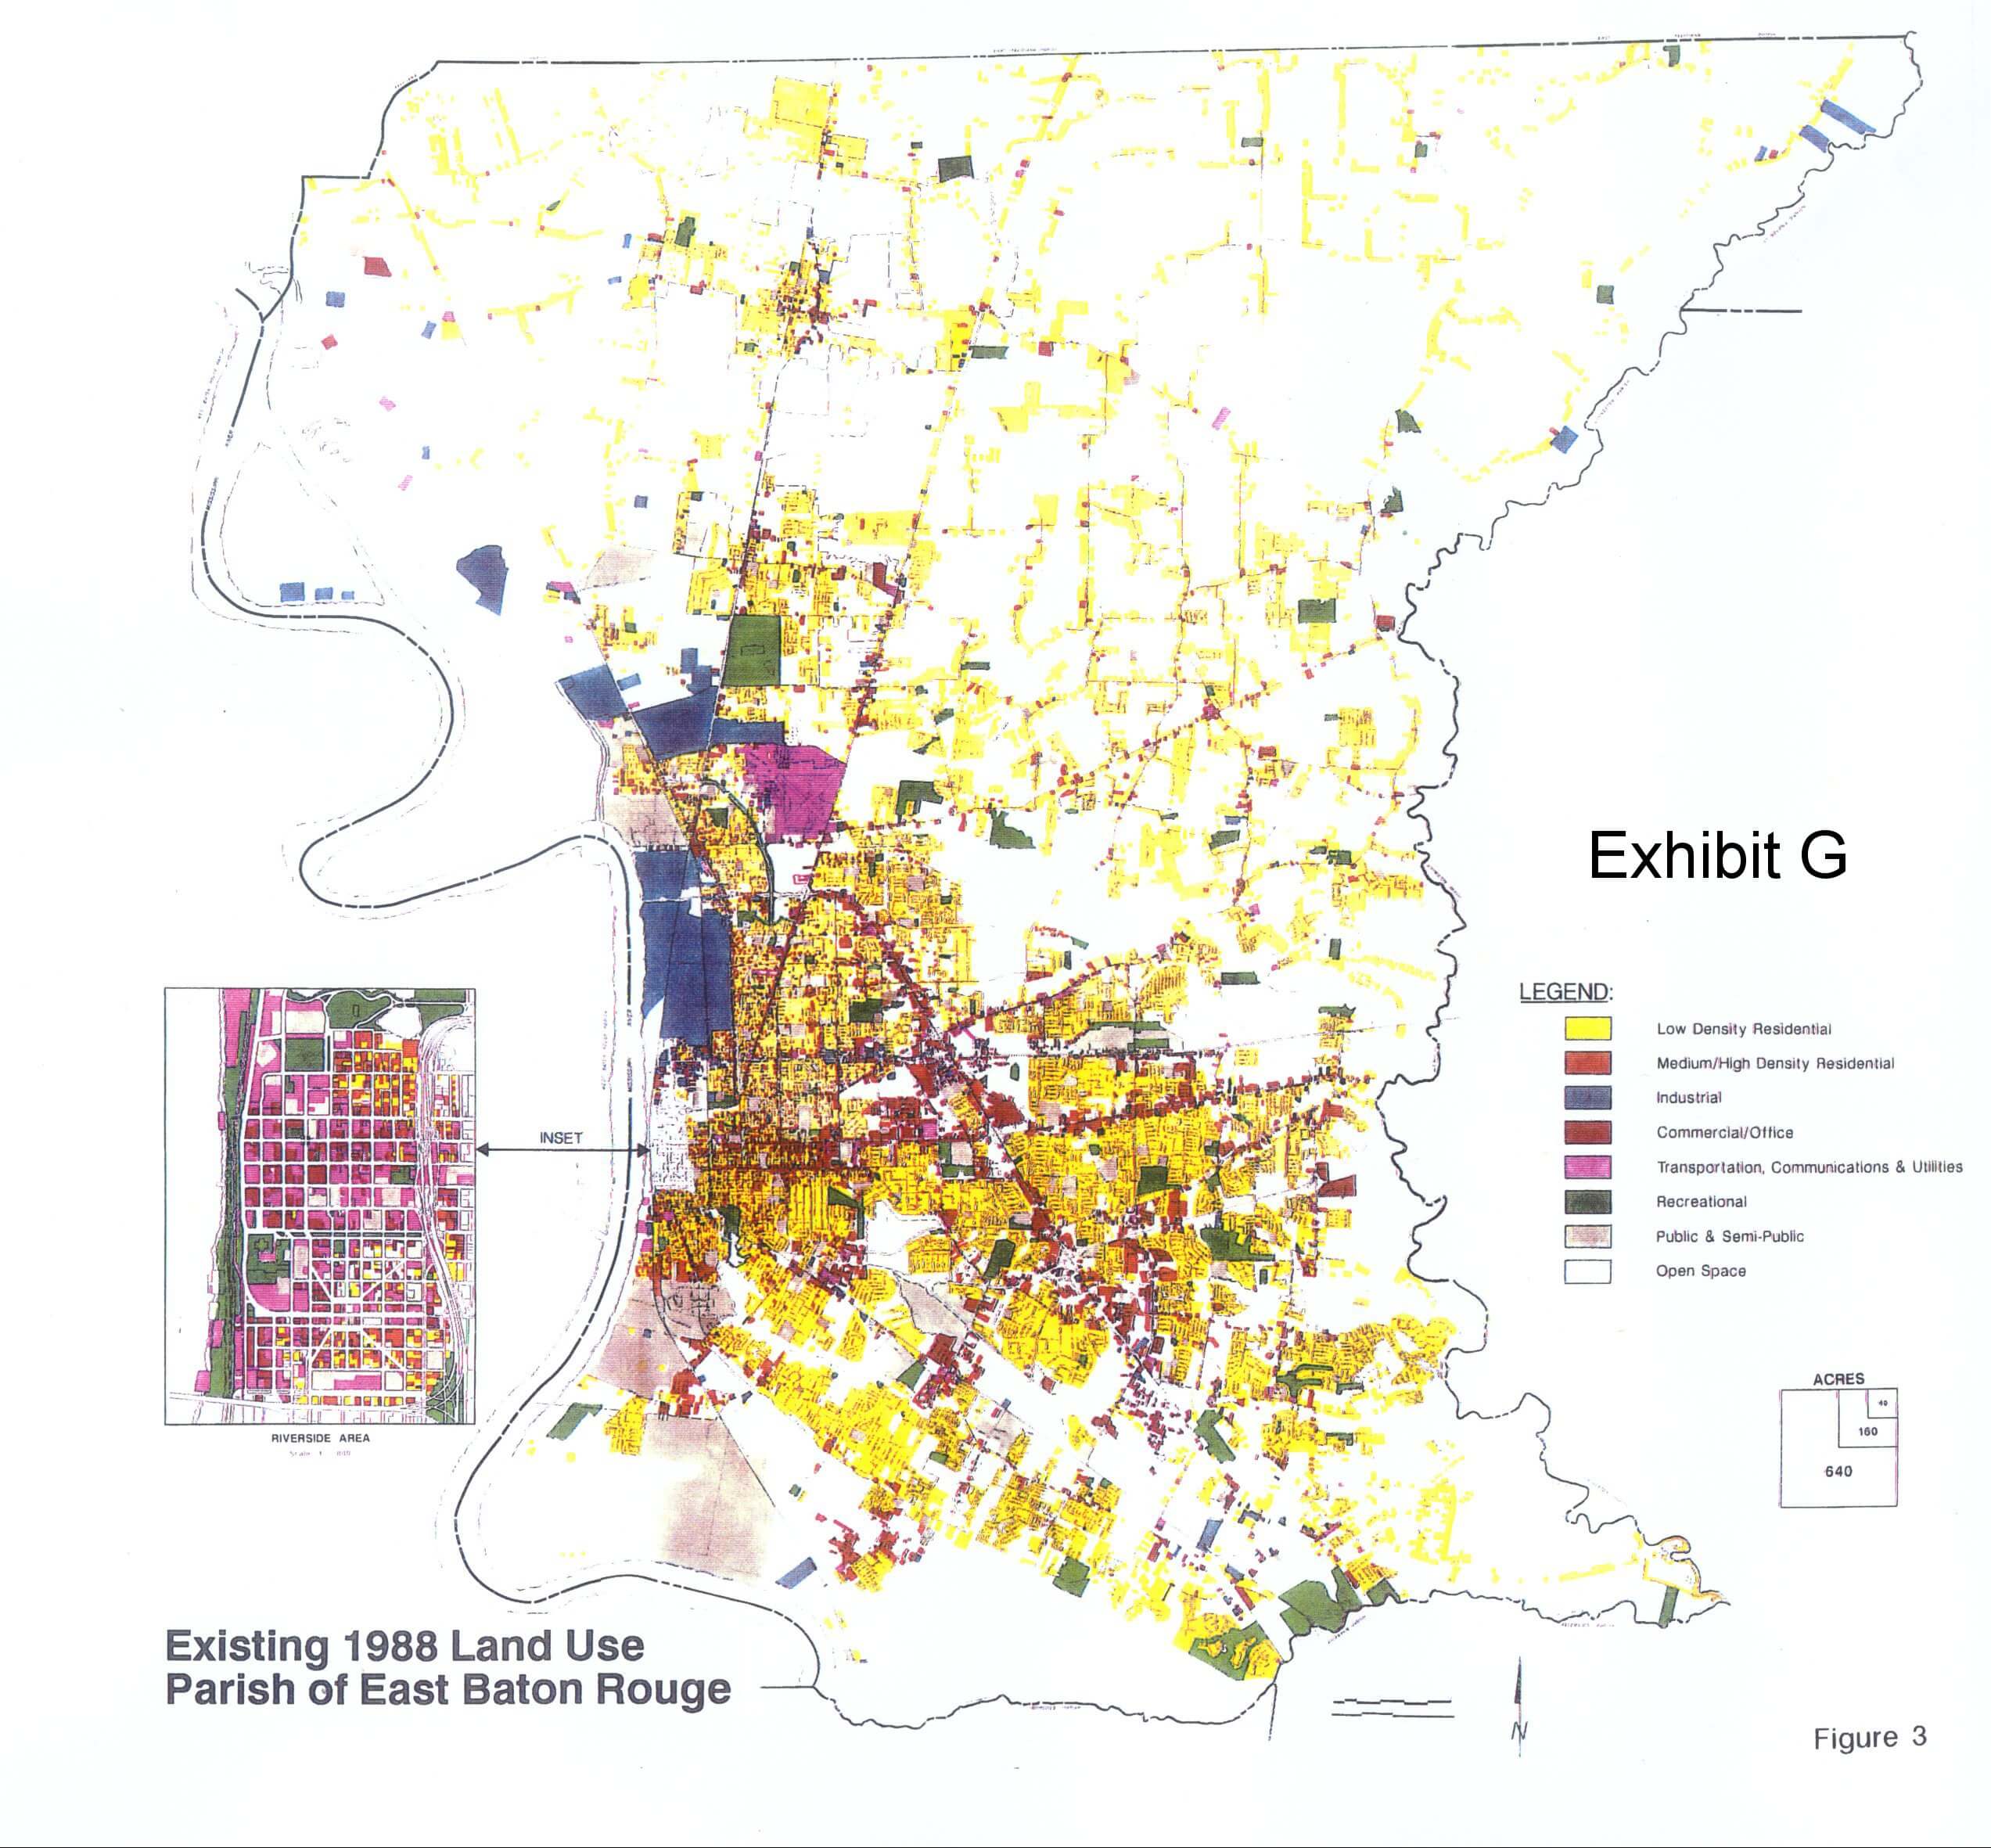 Exhibit G
LEGEND:
Low Density Residential
Medium/High Density Residential
Industrial
Commercial/Office
Transportation, Communications & Utilities
Recreational
Public & Semi-Public
Open Space
INSET
RIVERSIDE AREA
ACRES
40
160
640
Existing 1988 Land Use
Parish of East Baton Rouge
N
Figure 3